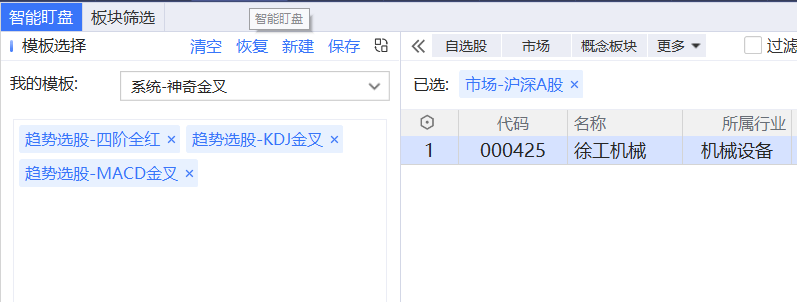 智能盯盘 板块筛选
智能盯盘
模板选择 清空 恢复 新建 保存
我的模板: 系统-神奇金叉
趋势选股-四阶全红 × 趋势选股-KDJ金叉 ×
趋势选股-MACD金叉 ×
自选股 市场 概念板块 更多 过滤
已选: 市场-沪深A股 ×
代码 名称 所属行业
1 000425 徐工机械 机械设备